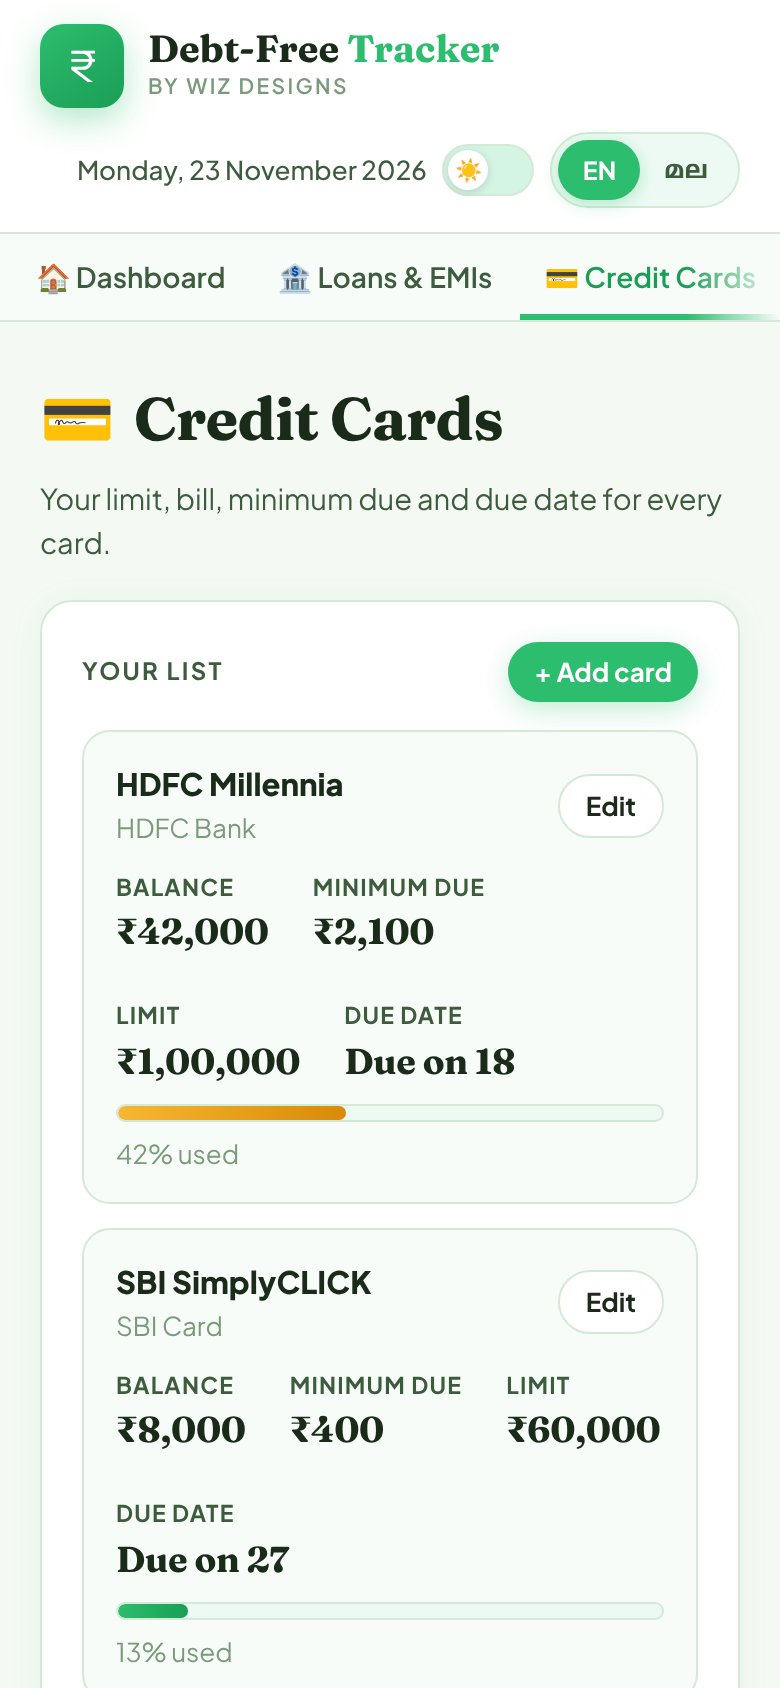 ₹
Debt-Free Tracker
BY WIZ DESIGNS
Monday, 23 November 2026
EN
മല
Dashboard
Loans & EMIs
Credit Cards
Credit Cards
Your limit, bill, minimum due and due date for every
card.
YOUR LIST
+ Add card
HDFC Millennia
HDFC Bank
Edit
BALANCE MINIMUM DUE
₹42,000 ₹2,100
LIMIT DUE DATE
₹1,00,000 Due on 18
42% used
SBI SimplyCLICK
SBI Card
Edit
BALANCE MINIMUM DUE LIMIT
₹8,000 ₹400 ₹60,000
DUE DATE
Due on 27
13% used